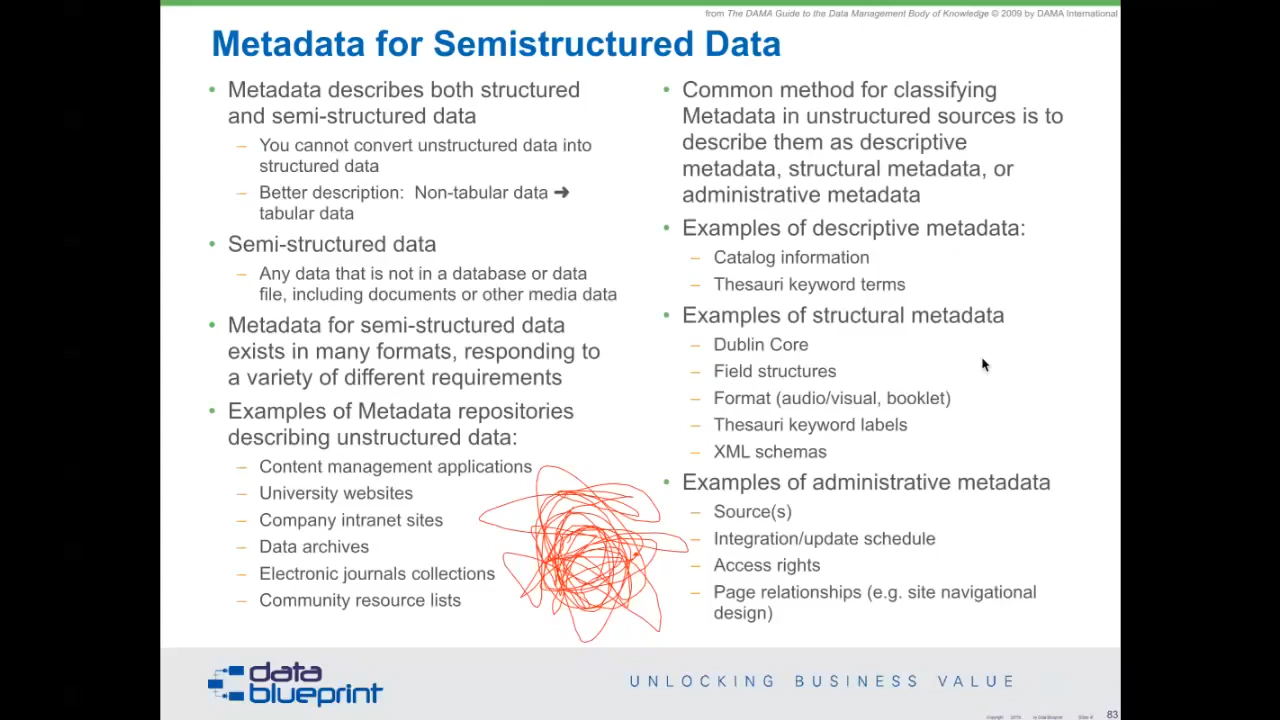 from The DAMA Guide to the Data Management Body of Knowledge © 2009 by DAMA International
Metadata for Semistructured Data
• Metadata describes both structured
and semi-structured data
– You cannot convert unstructured data into
structured data
– Better description: Non-tabular data ➜
tabular data
• Semi-structured data
– Any data that is not in a database or data
file, including documents or other media data
• Metadata for semi-structured data
exists in many formats, responding to
a variety of different requirements
• Examples of Metadata repositories
describing unstructured data:
– Content management applications
– University websites
– Company intranet sites
– Data archives
– Electronic journals collections
– Community resource lists
• Common method for classifying
Metadata in unstructured sources is to
describe them as descriptive
metadata, structural metadata, or
administrative metadata
• Examples of descriptive metadata:
– Catalog information
– Thesauri keyword terms
• Examples of structural metadata
– Dublin Core
– Field structures
– Format (audio/visual, booklet)
– Thesauri keyword labels
– XML schemas
• Examples of administrative metadata
– Source(s)
– Integration/update schedule
– Access rights
– Page relationships (e.g. site navigational
design)
data
blueprint
UNLOCKING BUSINESS VALUE
83